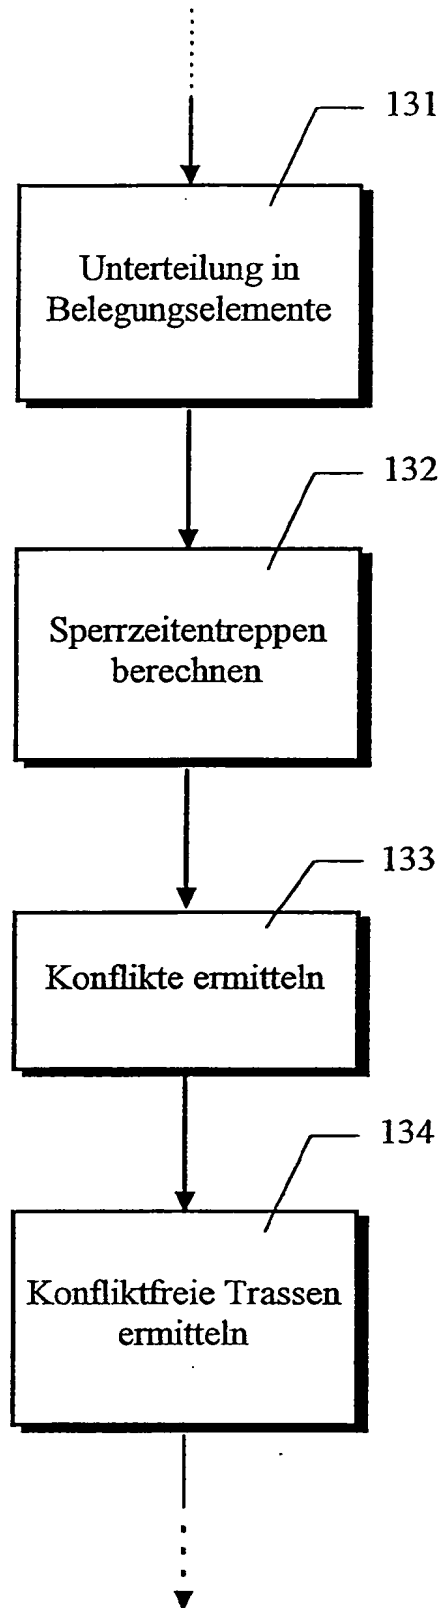 131
Unterteilung in
Belegungselemente
132
Sperrzeitentreppen
berechnen
133
Konflikte ermitteln
134
Konfliktfreie Trassen
ermitteln